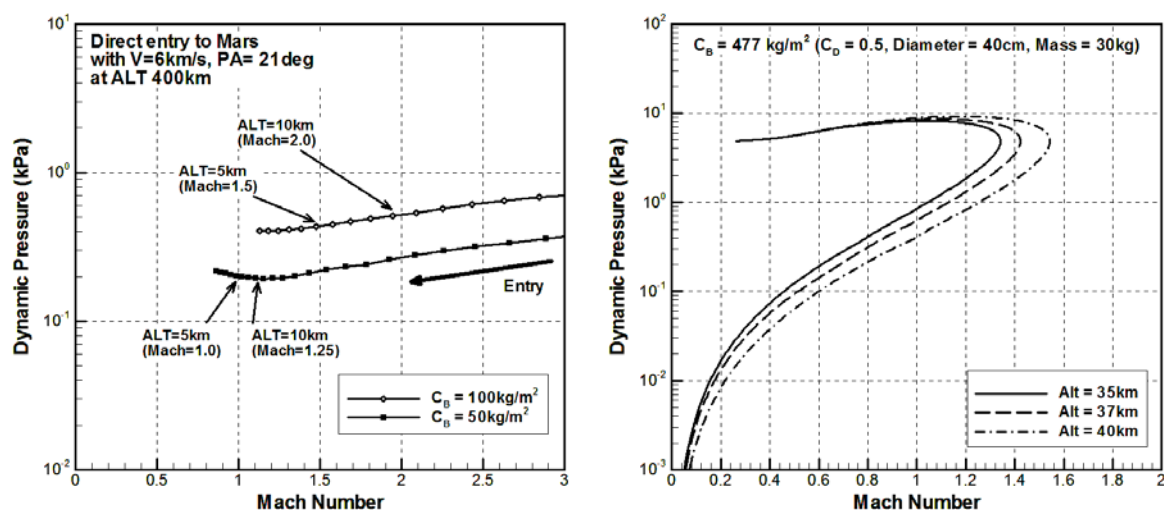 Direct entry to Mars
with V=6km/s, PA= 21deg
at ALT 400km
ALT=10km
(Mach=2.0)
ALT=5km
(Mach=1.5)
Entry
ALT=5km
(Mach=1.0)
ALT=10km
(Mach=1.25)
C_B = 100kg/m²
C_B = 50kg/m²
10¹
10⁰
10⁻¹
10⁻²
0 0.5 1 1.5 2 2.5 3
Mach Number
Dynamic Pressure (kPa)
C_B = 477 kg/m² (C_D = 0.5, Diameter = 40cm, Mass = 30kg)
Alt = 35km
Alt = 37km
Alt = 40km
10²
10¹
10⁰
10⁻¹
10⁻²
10⁻³
0 0.2 0.4 0.6 0.8 1 1.2 1.4 1.6 1.8 2
Mach Number
Dynamic Pressure (kPa)